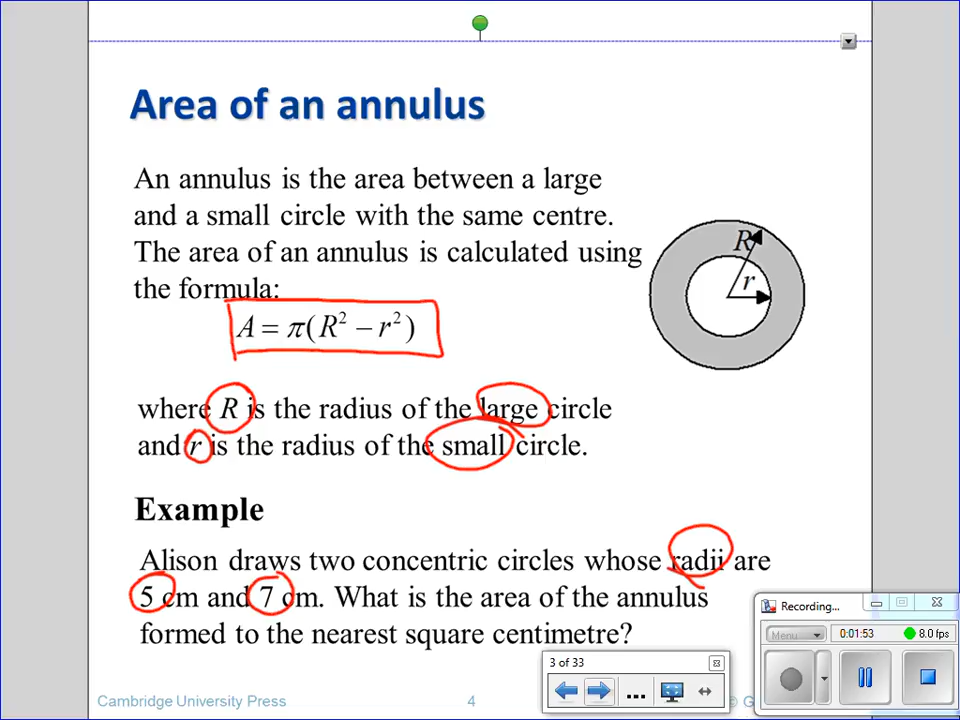 Area of an annulus
An annulus is the area between a large
and a small circle with the same centre.
The area of an annulus is calculated using
the formula:
A = π(R² − r²)
R
r
where R is the radius of the large circle
and r is the radius of the small circle.
Example
Alison draws two concentric circles whose radii are
5 cm and 7 cm. What is the area of the annulus
formed to the nearest square centimetre?
Recording...
Menu
0:01:53
8.0 fps
3 of 33
...
Cambridge University Press
4
© G